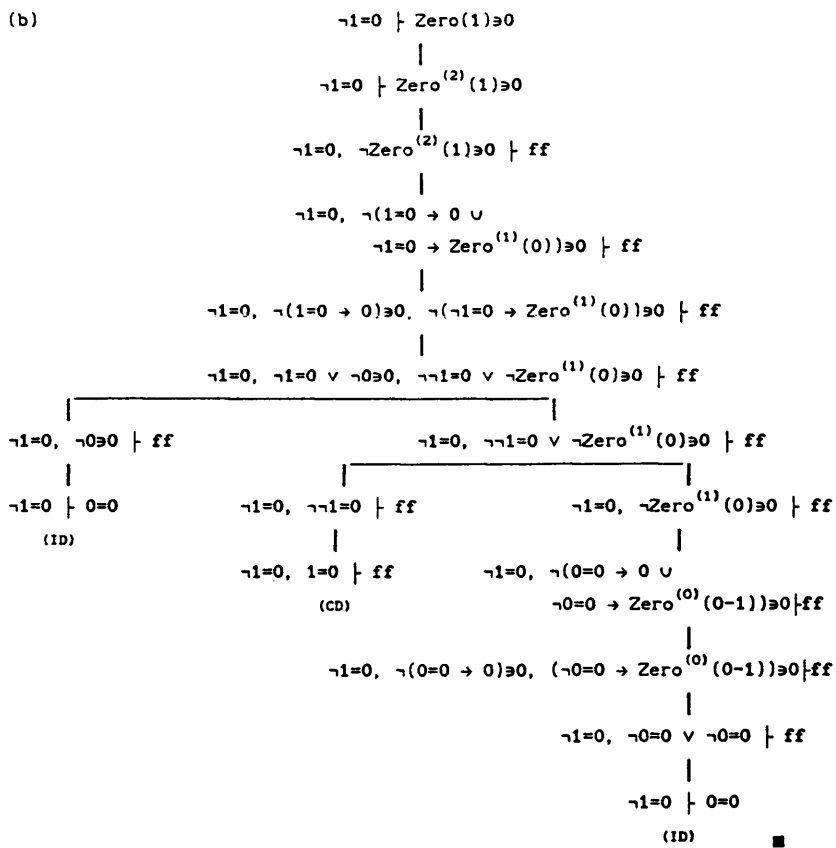 (b) ¬1=0 ⊦ Zero(1)∋0
¬1=0 ⊦ Zero⁽²⁾(1)∋0
¬1=0, ¬Zero⁽²⁾(1)∋0 ⊦ ff
¬1=0, ¬(1=0 → 0 ∪
¬1=0 → Zero⁽¹⁾(0))∋0 ⊦ ff
¬1=0, ¬(1=0 → 0)∋0, ¬(¬1=0 → Zero⁽¹⁾(0))∋0 ⊦ ff
¬1=0, ¬1=0 ∨ ¬0∋0, ¬¬1=0 ∨ ¬Zero⁽¹⁾(0)∋0 ⊦ ff
¬1=0, ¬0∋0 ⊦ ff ¬1=0, ¬¬1=0 ∨ ¬Zero⁽¹⁾(0)∋0 ⊦ ff
¬1=0 ⊦ 0=0 ¬1=0, ¬¬1=0 ⊦ ff ¬1=0, ¬Zero⁽¹⁾(0)∋0 ⊦ ff
(ID)
¬1=0, 1=0 ⊦ ff ¬1=0, ¬(0=0 → 0 ∪
(CD) ¬0=0 → Zero⁽⁰⁾(0-1))∋0⊦ff
¬1=0, ¬(0=0 → 0)∋0, (¬0=0 → Zero⁽⁰⁾(0-1))∋0⊦ff
¬1=0, ¬0=0 ∨ ¬0=0 ⊦ ff
¬1=0 ⊦ 0=0
(ID) ■